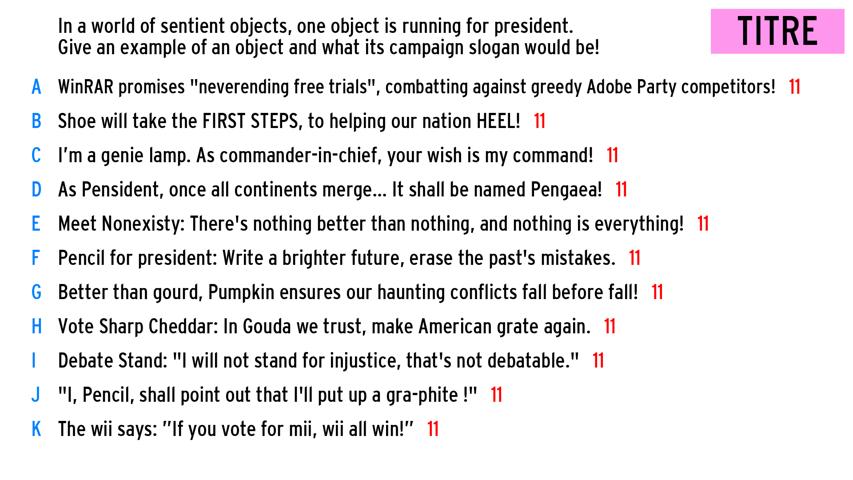 In a world of sentient objects, one object is running for president.
Give an example of an object and what its campaign slogan would be!
TITRE
A WinRAR promises "neverending free trials", combatting against greedy Adobe Party competitors! 11
B Shoe will take the FIRST STEPS, to helping our nation HEEL! 11
C I'm a genie lamp. As commander-in-chief, your wish is my command! 11
D As Pensident, once all continents merge... It shall be named Pengaea! 11
E Meet Nonexisty: There's nothing better than nothing, and nothing is everything! 11
F Pencil for president: Write a brighter future, erase the past's mistakes. 11
G Better than gourd, Pumpkin ensures our haunting conflicts fall before fall! 11
H Vote Sharp Cheddar: In Gouda we trust, make American grate again. 11
I Debate Stand: "I will not stand for injustice, that's not debatable." 11
J "I, Pencil, shall point out that I'll put up a gra-phite !" 11
K The wii says: ”If you vote for mii, wii all win!” 11